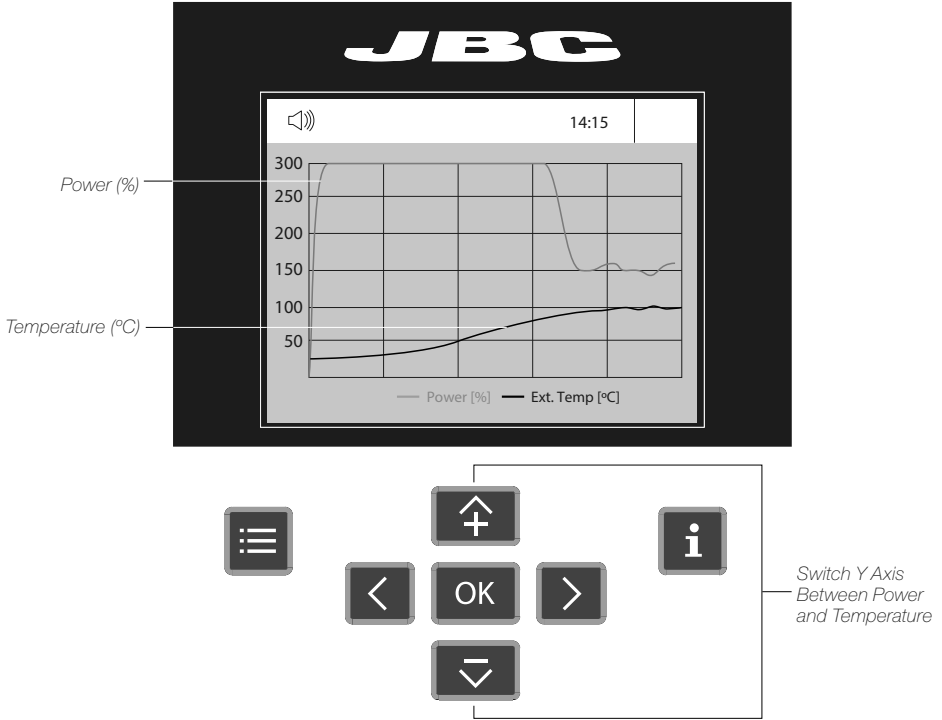 JBC
14:15
300
250
200
150
100
50
Power (%)
Temperature (ºC)
Power [%] Ext. Temp [ºC]
OK
i
Switch Y Axis
Between Power
and Temperature